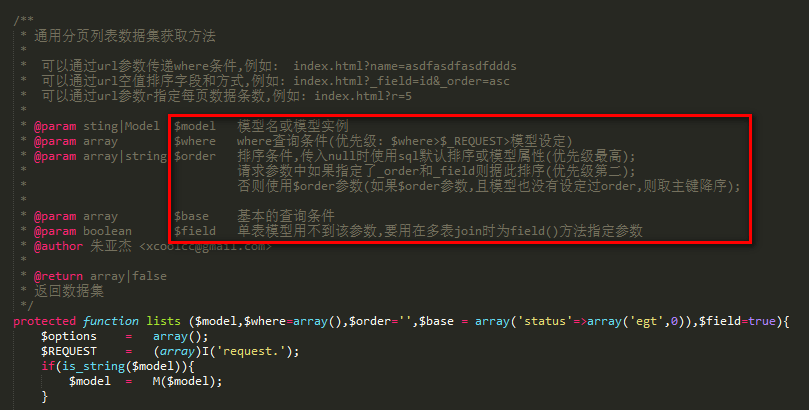 /**
 * 通用分页列表数据集获取方法
 *
 *  可以通过url参数传递where条件,例如:  index.html?name=asdfasdfasdfddds
 *  可以通过url空值排序字段和方式,例如: index.html?_field=id&_order=asc
 *  可以通过url参数r指定每页数据条数,例如: index.html?r=5
 *
 * @param sting|Model  $model   模型名或模型实例
 * @param array        $where   where查询条件(优先级: $where>$_REQUEST>模型设定)
 * @param array|string $order   排序条件,传入null时使用sql默认排序或模型属性(优先级最高);
 *                              请求参数中如果指定了_order和_field则据此排序(优先级第二);
 *                              否则使用$order参数(如果$order参数,且模型也没有设定过order,则取主键降序);
 *
 * @param array        $base    基本的查询条件
 * @param boolean      $field   单表模型用不到该参数,要用在多表join时为field()方法指定参数
 * @author 朱亚杰 <xcoolcc@gmail.com>
 *
 * @return array|false
 * 返回数据集
 */
protected function lists ($model,$where=array(),$order='',$base = array('status'=>array('egt',0)),$field=true){
    $options    =   array();
    $REQUEST    =   (array)I('request.');
    if(is_string($model)){
        $model  =   M($model);
    }